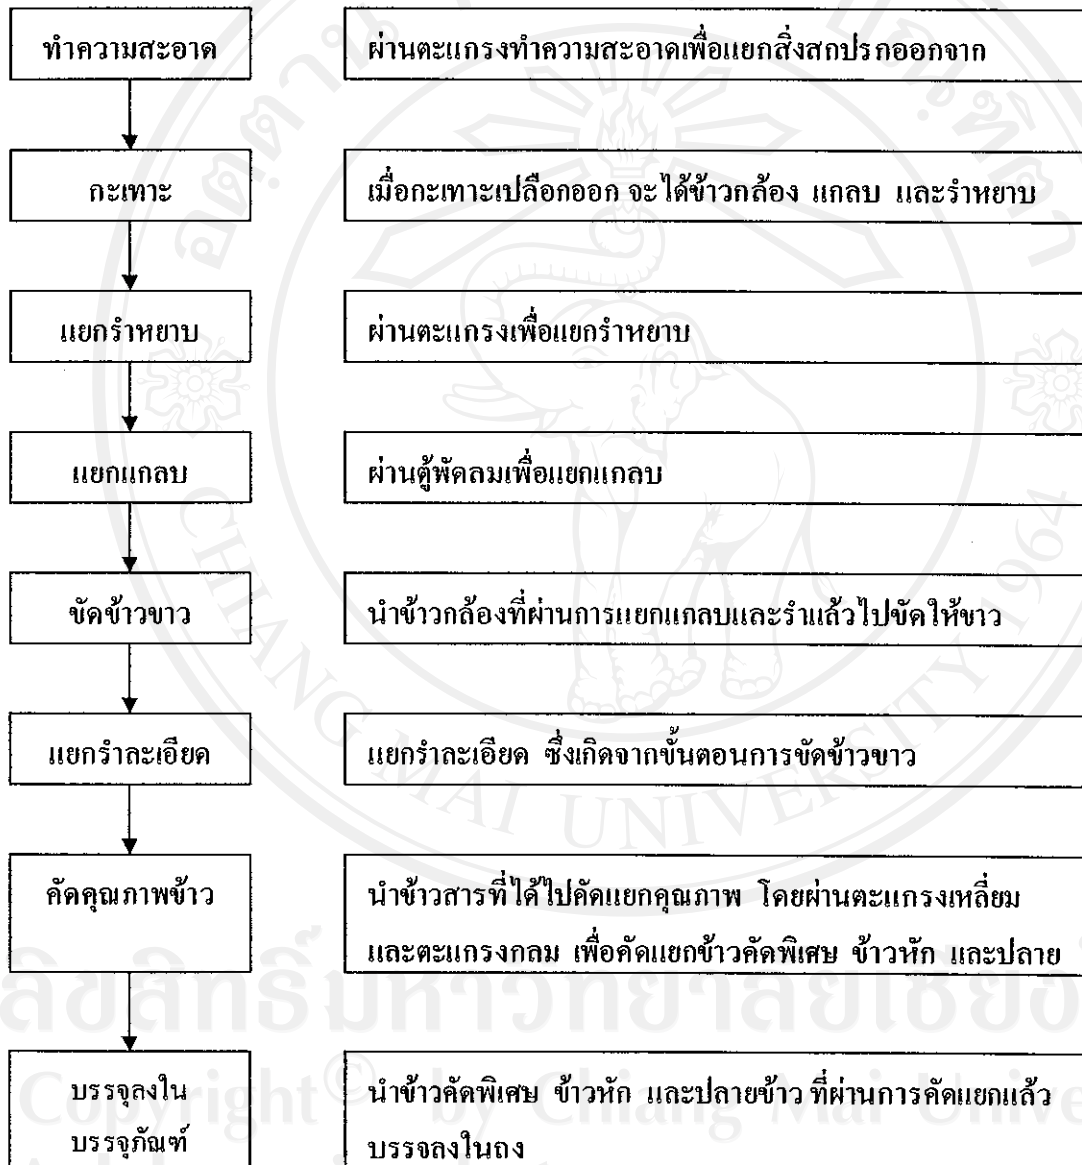 ทำความสะอาด
ผ่านตะแกรงทำความสะอาดเพื่อแยกสิ่งสกปรกออกจาก
กะเทาะ
เมื่อกะเทาะเปลือกออก จะได้ข้าวกล้อง แกลบ และรำหยาบ
แยกรำหยาบ
ผ่านตะแกรงเพื่อแยกรำหยาบ
แยกแกลบ
ผ่านตู้พัดลมเพื่อแยกแกลบ
ขัดข้าวขาว
นำข้าวกล้องที่ผ่านการแยกแกลบและรำแล้วไปขัดให้ขาว
แยกรำละเอียด
แยกรำละเอียด ซึ่งเกิดจากขั้นตอนการขัดข้าวขาว
คัดคุณภาพข้าว
นำข้าวสารที่ได้ไปคัดแยกคุณภาพ โดยผ่านตะแกรงเหลี่ยม
และตะแกรงกลม เพื่อคัดแยกข้าวคัดพิเศษ ข้าวหัก และปลาย
บรรจุลงใน
บรรจุภัณฑ์
นำข้าวคัดพิเศษ ข้าวหัก และปลายข้าว ที่ผ่านการคัดแยกแล้ว
บรรจุลงในถุง
CHIANG MAI UNIVERSITY 1964
Copyright © by Chiang Mai Unive